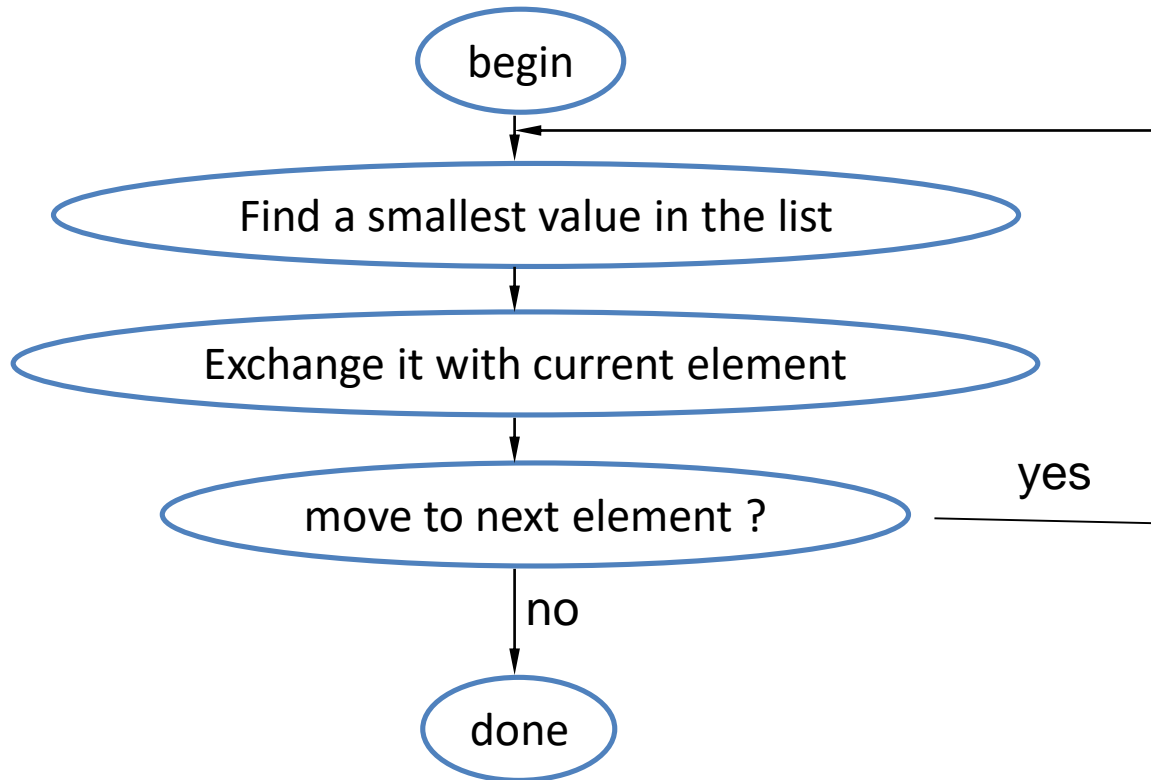 begin
Find a smallest value in the list
Exchange it with current element
yes
move to next element ?
no
done